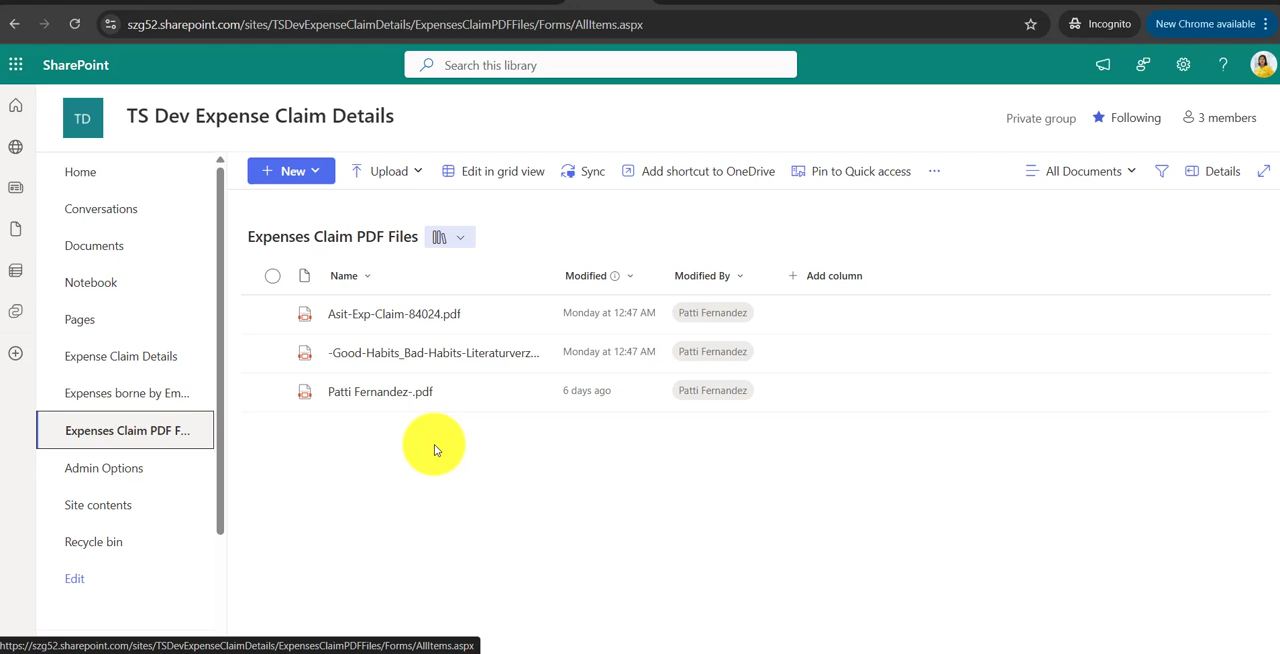 szg52.sharepoint.com/sites/TSDevExpenseClaimDetails/ExpensesClaimPDFFiles/Forms/AllItems.aspx Incognito New Chrome available
SharePoint Search this library ?
TD TS Dev Expense Claim Details Private group Following 3 members
Home
Conversations
Documents
Notebook
Pages
Expense Claim Details
Expenses borne by Em...
Expenses Claim PDF F...
Admin Options
Site contents
Recycle bin
Edit
+ New Upload Edit in grid view Sync Add shortcut to OneDrive Pin to Quick access ... All Documents Details
Expenses Claim PDF Files
Name Modified Modified By + Add column
Asit-Exp-Claim-84024.pdf Monday at 12:47 AM Patti Fernandez
-Good-Habits_Bad-Habits-Literaturverz... Monday at 12:47 AM Patti Fernandez
Patti Fernandez-.pdf 6 days ago Patti Fernandez
https://szg52.sharepoint.com/sites/TSDevExpenseClaimDetails/ExpensesClaimPDFFiles/Forms/AllItems.aspx